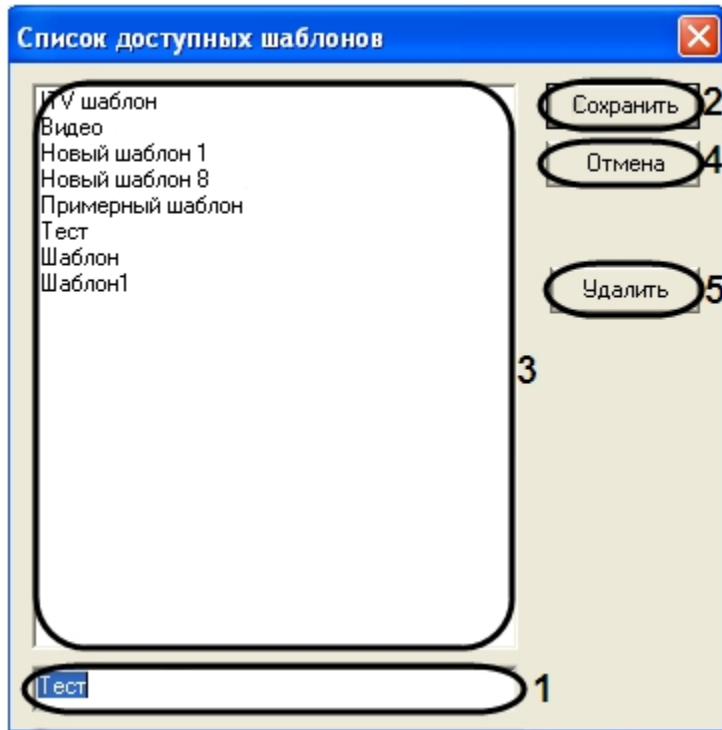 Список доступных шаблонов
ITV шаблон
Видео
Новый шаблон 1
Новый шаблон 8
Примерный шаблон
Тест
Шаблон
Шаблон1
Сохранить 2
Отмена 4
Удалить 5
3
Тест 1